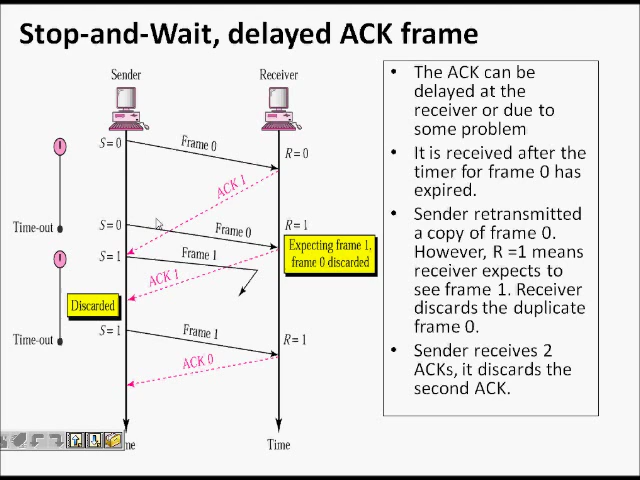 Stop-and-Wait, delayed ACK frame
Sender
Receiver
S = 0
Frame 0
R = 0
ACK 1
Time-out
S = 0
Frame 0
R = 1
S = 1
Frame 1
Expecting frame 1,
frame 0 discarded
ACK 1
Discarded
S = 1
Frame 1
R = 1
Time-out
ACK 0
Time
• The ACK can be
delayed at the
receiver or due to
some problem
• It is received after the
timer for frame 0 has
expired.
• Sender retransmitted
a copy of frame 0.
However, R =1 means
receiver expects to
see frame 1. Receiver
discards the duplicate
frame 0.
• Sender receives 2
ACKs, it discards the
second ACK.